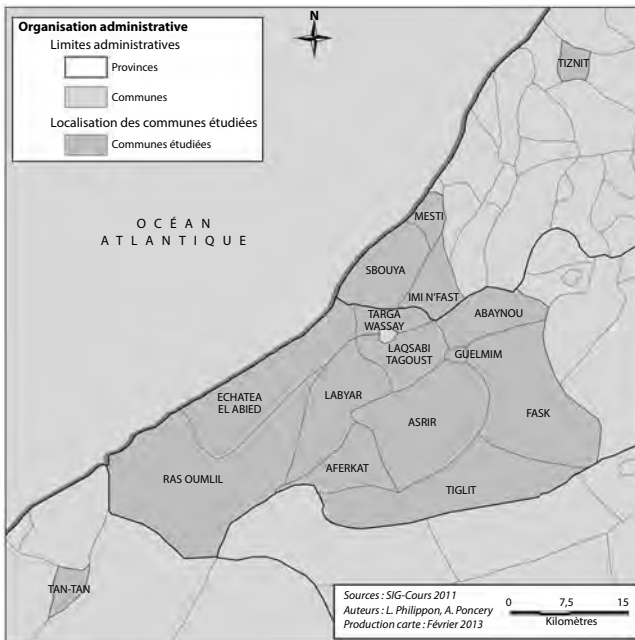 Organisation administrative
Limites administratives
Provinces
Communes
Localisation des communes étudiées
Communes étudiées
N
TIZNIT
OCÉAN
ATLANTIQUE
MESTI
SBOUYA
IMI N'FAST
TARGA
WASSAY
ABAYNOU
LAQSABI
TAGOUST
GUELMIM
ECHATEA
EL ABIED
LABYAR
ASRIR
FASK
RAS OUMLIL
AFERKAT
TIGLIT
TAN-TAN
Sources : SIG-Cours 2011
Auteurs : L. Philippon, A. Poncery
Production carte : Février 2013
0 7,5 15
Kilomètres